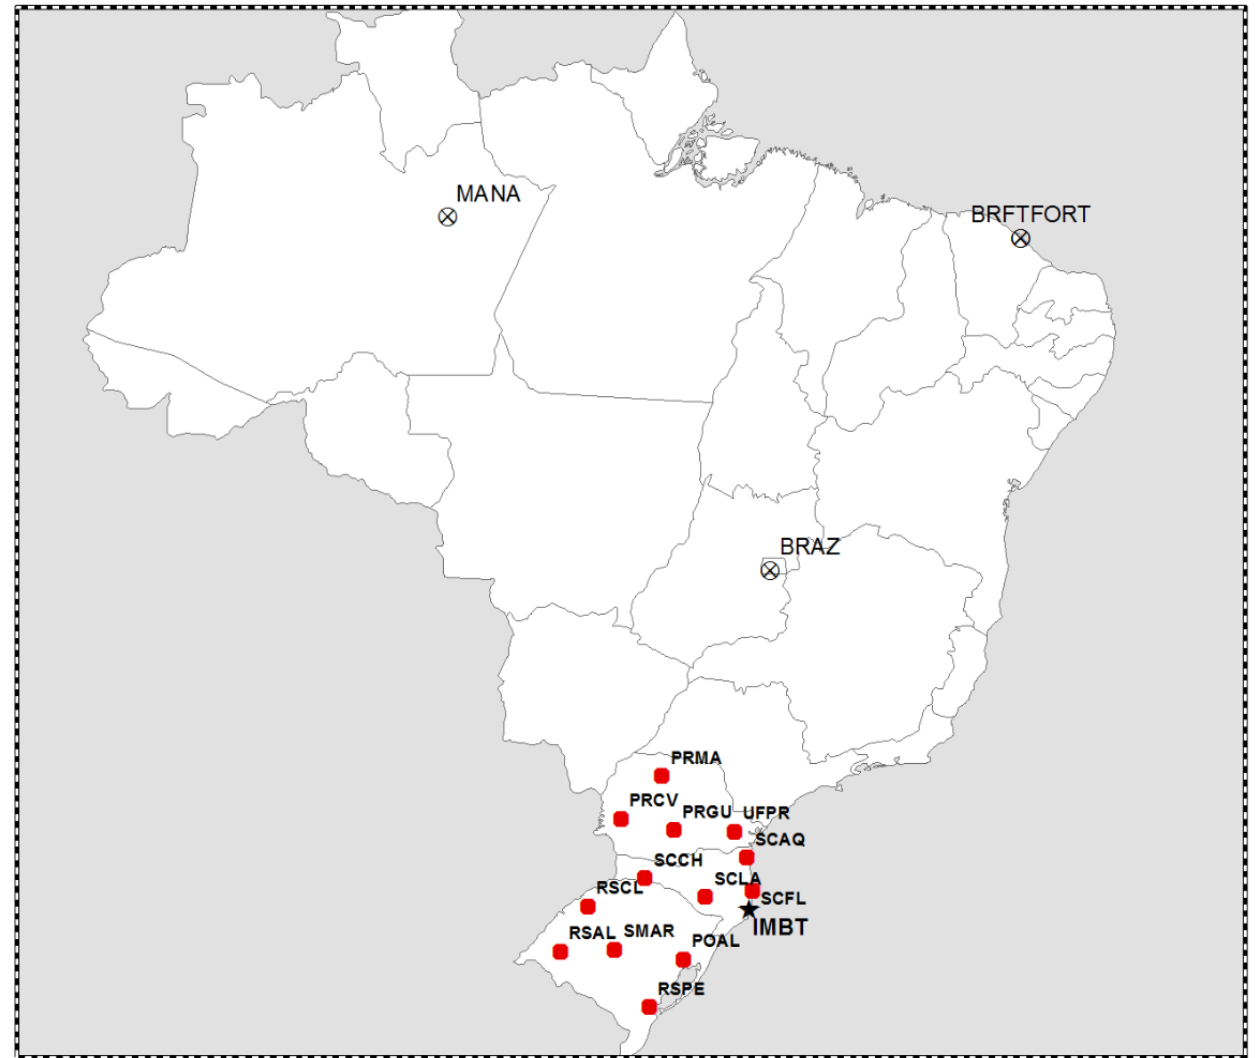 MANA
BRFTFORT
BRAZ
PRMA
PRCV
PRGU
UFPR
SCAQ
SCCH
SCLA
RSCL
SCFL
IMBT
RSAL
SMAR
POAL
RSPE